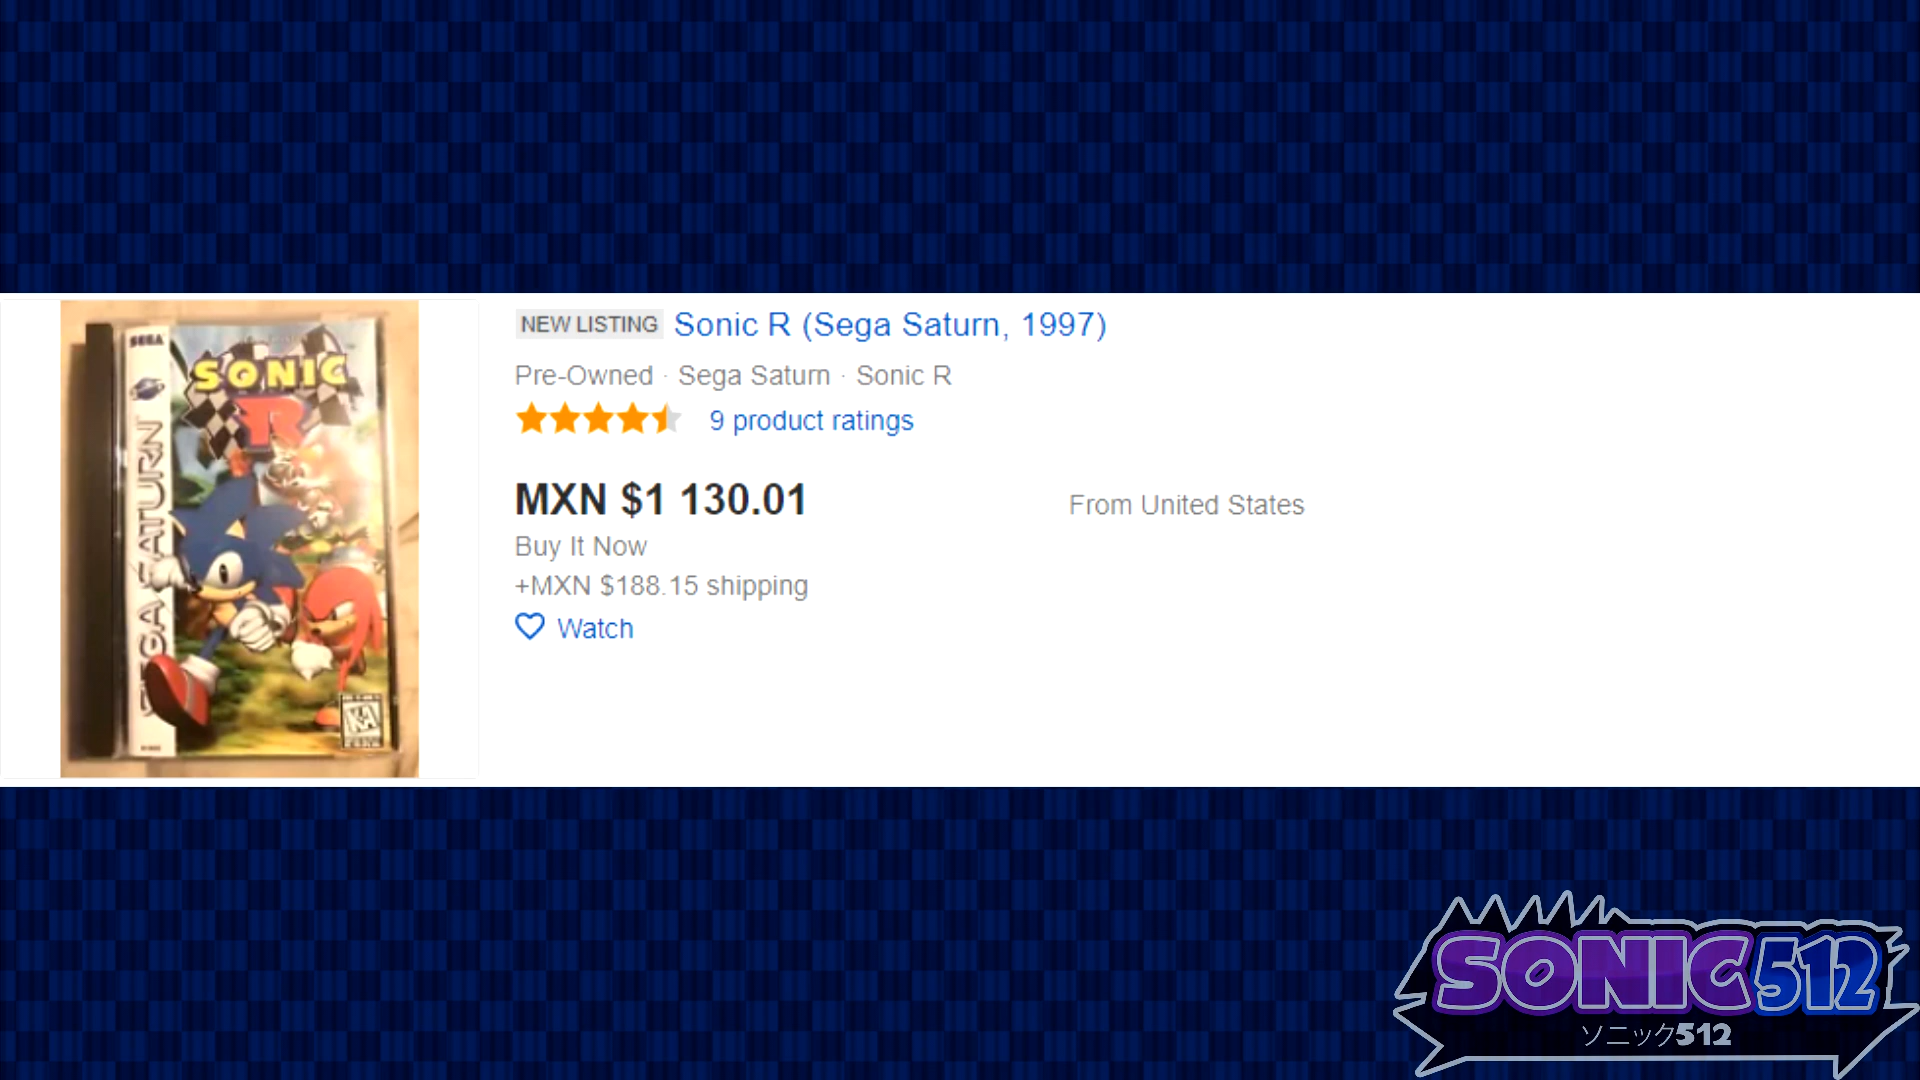 SEGA
SONIC
R
SEGA SATURN
KA
NEW LISTING Sonic R (Sega Saturn, 1997)
Pre-Owned · Sega Saturn · Sonic R
9 product ratings
MXN $1 130.01
From United States
Buy It Now
+MXN $188.15 shipping
Watch
SONIC512
ソニック512